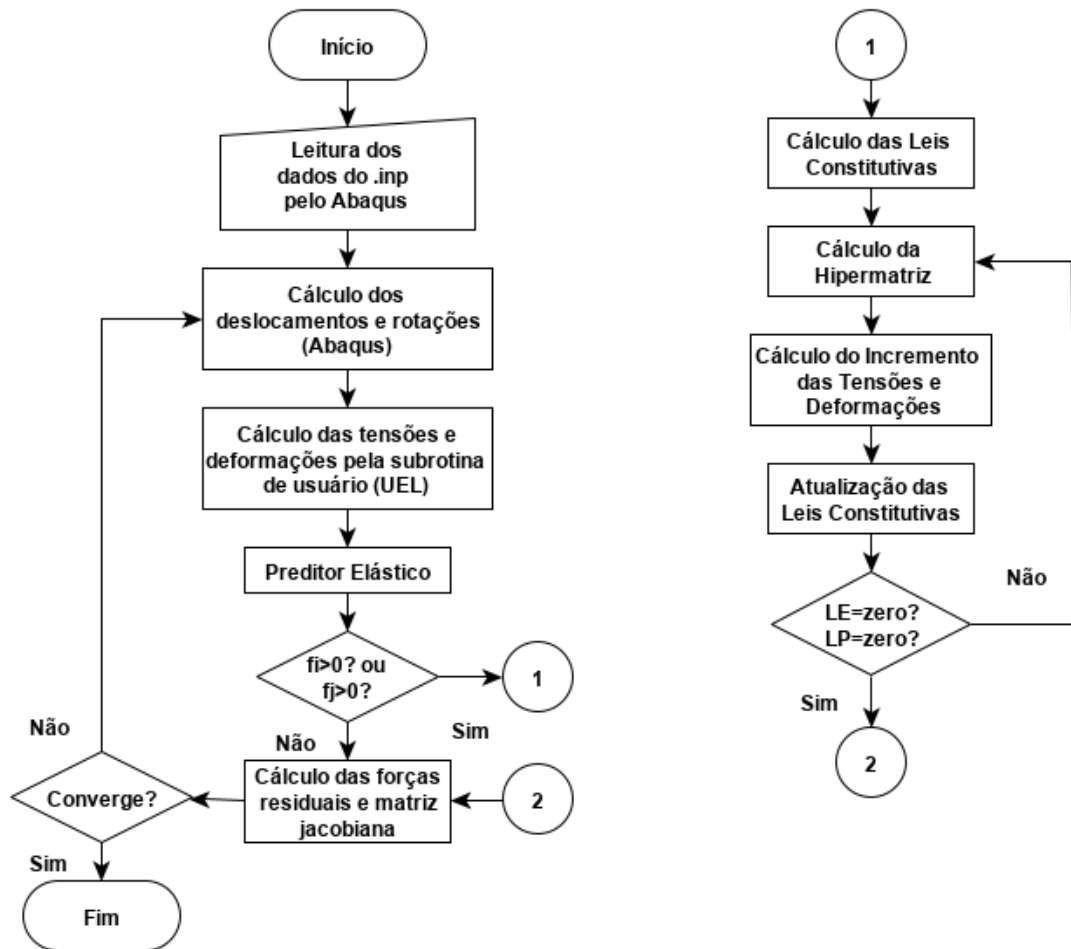 Início
Leitura dos
dados do .inp
pelo Abaqus
Cálculo dos
deslocamentos e rotações
(Abaqus)
Cálculo das tensões e
deformações pela subrotina
de usuário (UEL)
Preditor Elástico
fi>0? ou
fj>0?
1
Sim
Não
Cálculo das forças
residuais e matriz
jacobiana
2
Não
Converge?
Sim
Fim
1
Cálculo das Leis
Constitutivas
Cálculo da
Hipermatriz
Cálculo do Incremento
das Tensões e
Deformações
Atualização das
Leis Constitutivas
Não
LE=zero?
LP=zero?
Sim
2